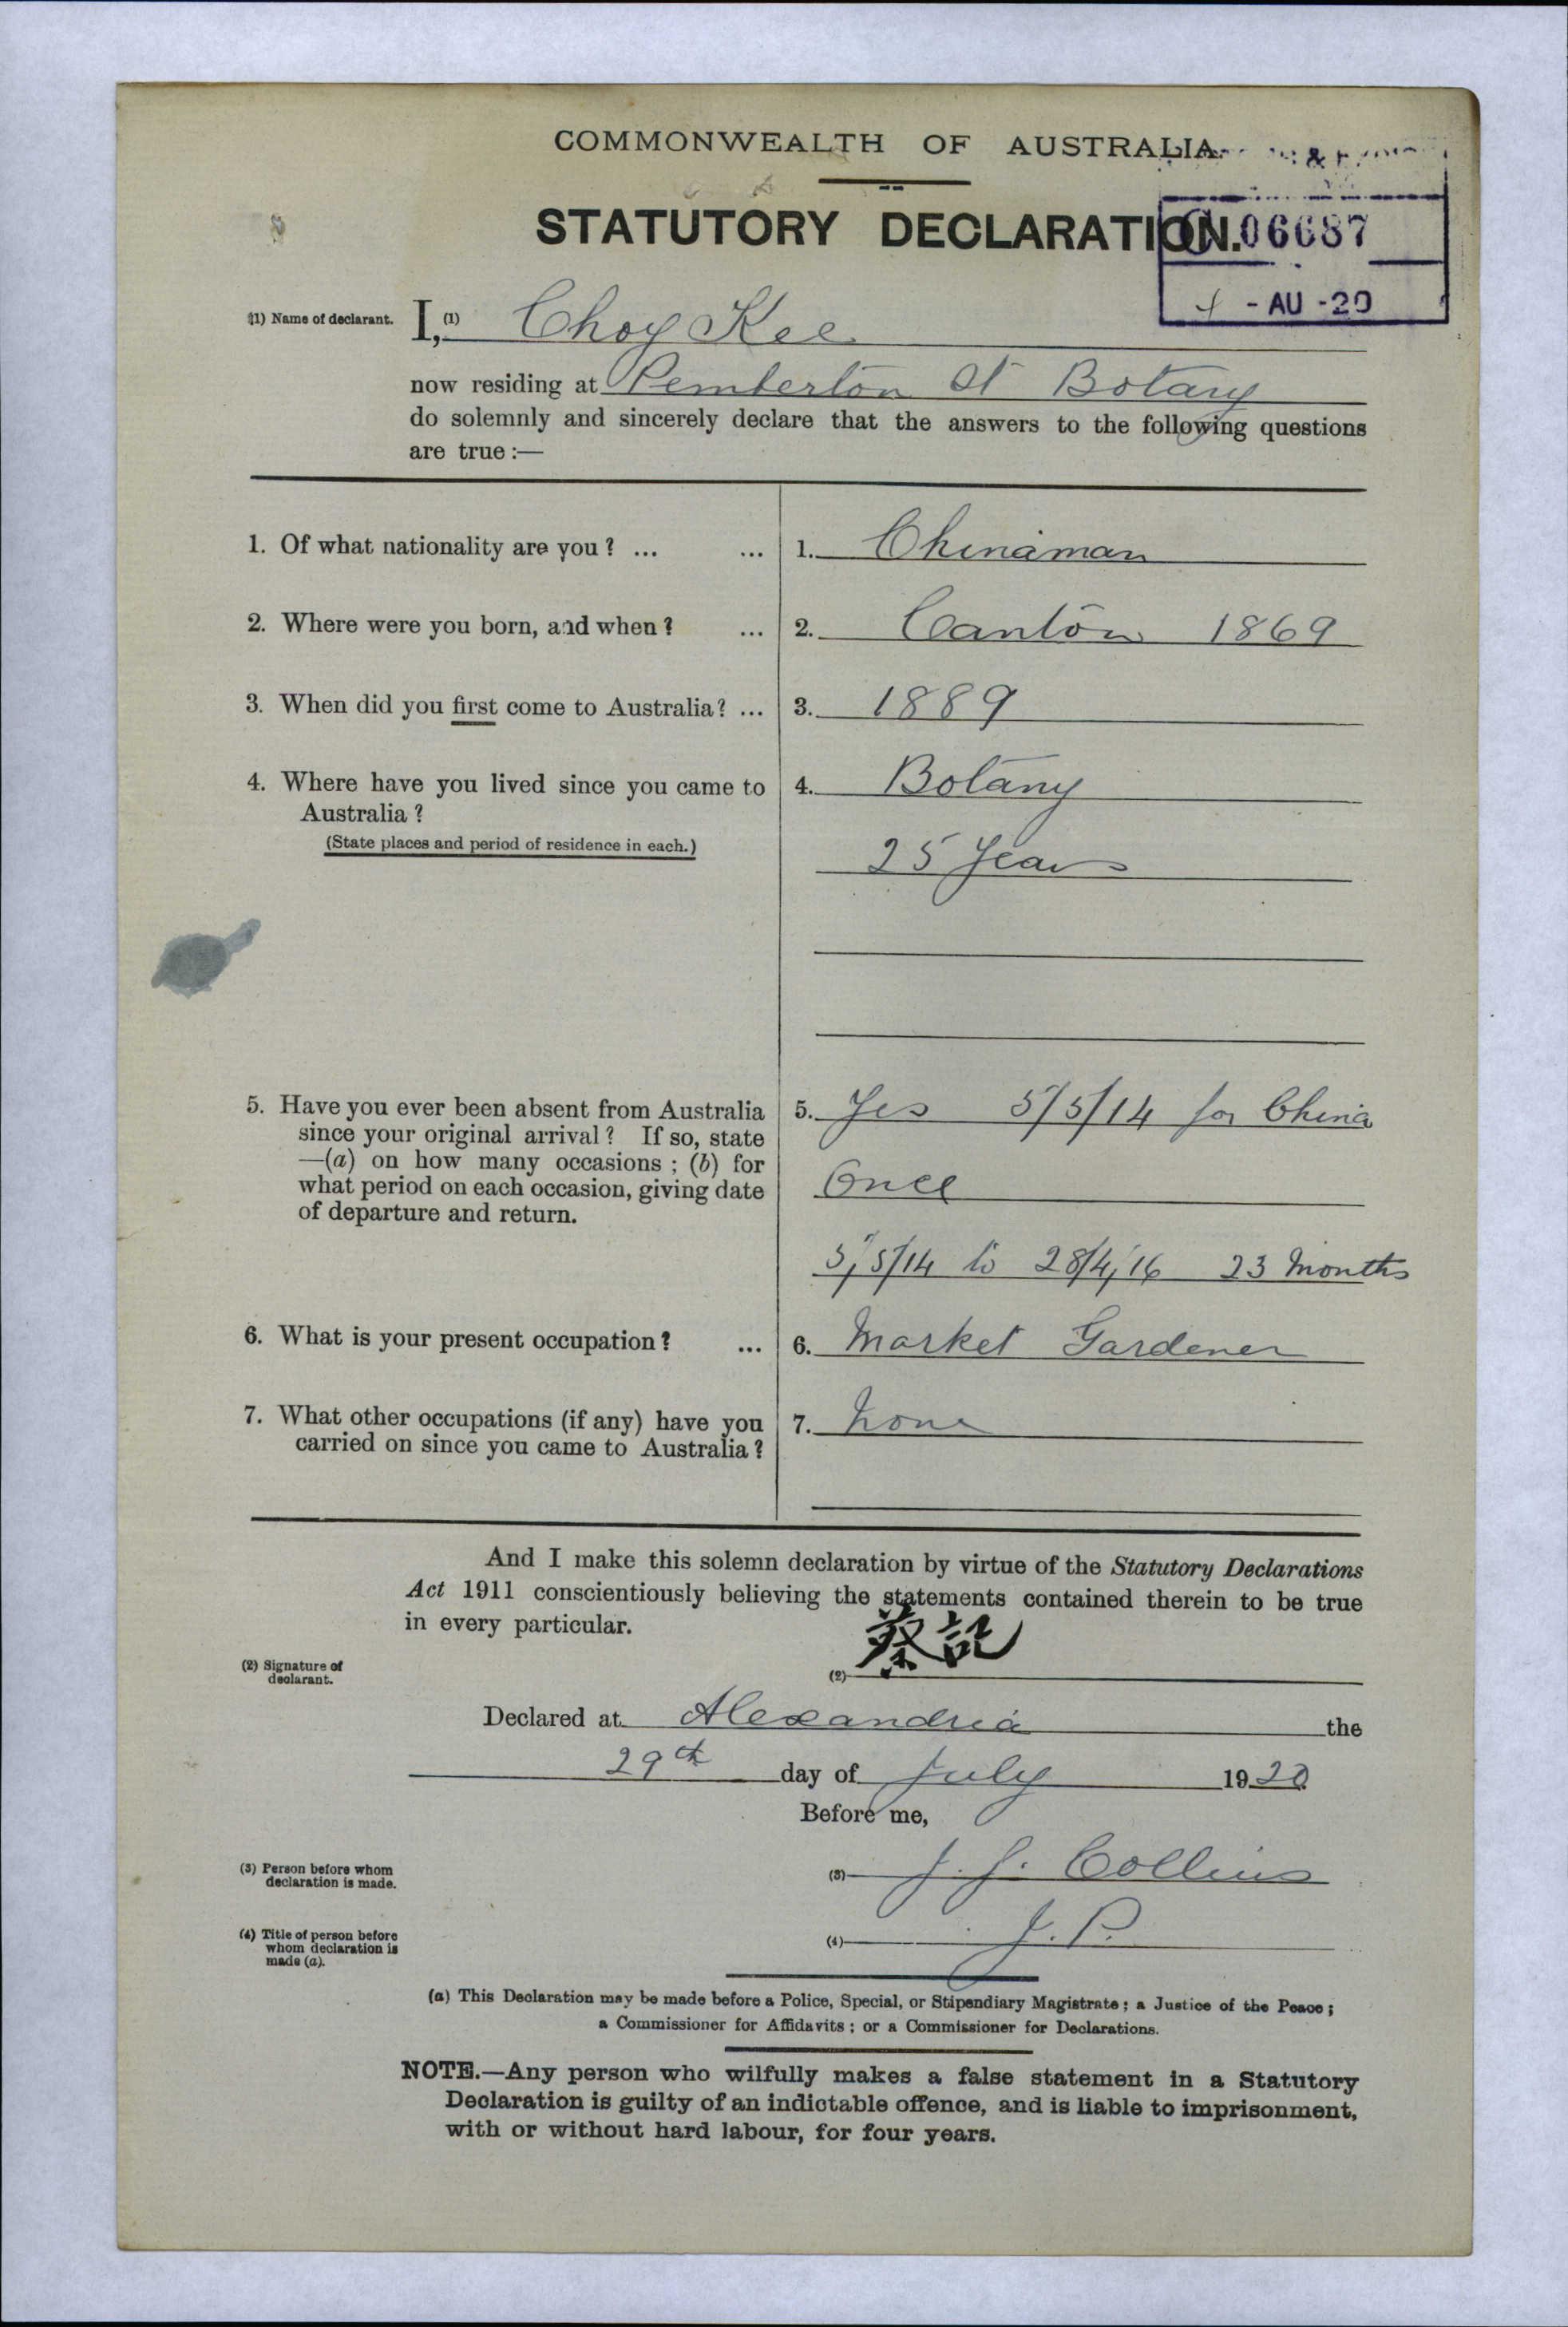 COMMONWEALTH OF AUSTRALIA
STATUTORY DECLARATION.
C 06687
4 - AU -20
(1) Name of declarant. I, (1) Choy Kee
now residing at Pemberton St Botany
do solemnly and sincerely declare that the answers to the following questions
are true :—
1. Of what nationality are you ? ... ... 1. Chinaman
2. Where were you born, and when ? ... 2. Canton 1869
3. When did you first come to Australia? ... 3. 1889
4. Where have you lived since you came to 4. Botany
Australia ?
(State places and period of residence in each.)
25 Years
5. Have you ever been absent from Australia 5. Yes 5/5/14 for China
since your original arrival ? If so, state
—(a) on how many occasions ; (b) for
what period on each occasion, giving date Once
of departure and return.
5/5/14 to 28/4/16 23 Months
6. What is your present occupation ? ... 6. Market Gardener
7. What other occupations (if any) have you 7. None
carried on since you came to Australia ?
And I make this solemn declaration by virtue of the Statutory Declarations
Act 1911 conscientiously believing the statements contained therein to be true
in every particular.
(2) Signature of declarant. (2) 蔡記
Declared at Alexandria the
29th day of July 1920
Before me,
(3) Person before whom declaration is made. (3) J. J. Collins
(4) Title of person before whom declaration is made (a). (4) J. P.
(a) This Declaration may be made before a Police, Special, or Stipendiary Magistrate ; a Justice of the Peace ;
a Commissioner for Affidavits ; or a Commissioner for Declarations.
NOTE.—Any person who wilfully makes a false statement in a Statutory
Declaration is guilty of an indictable offence, and is liable to imprisonment,
with or without hard labour, for four years.